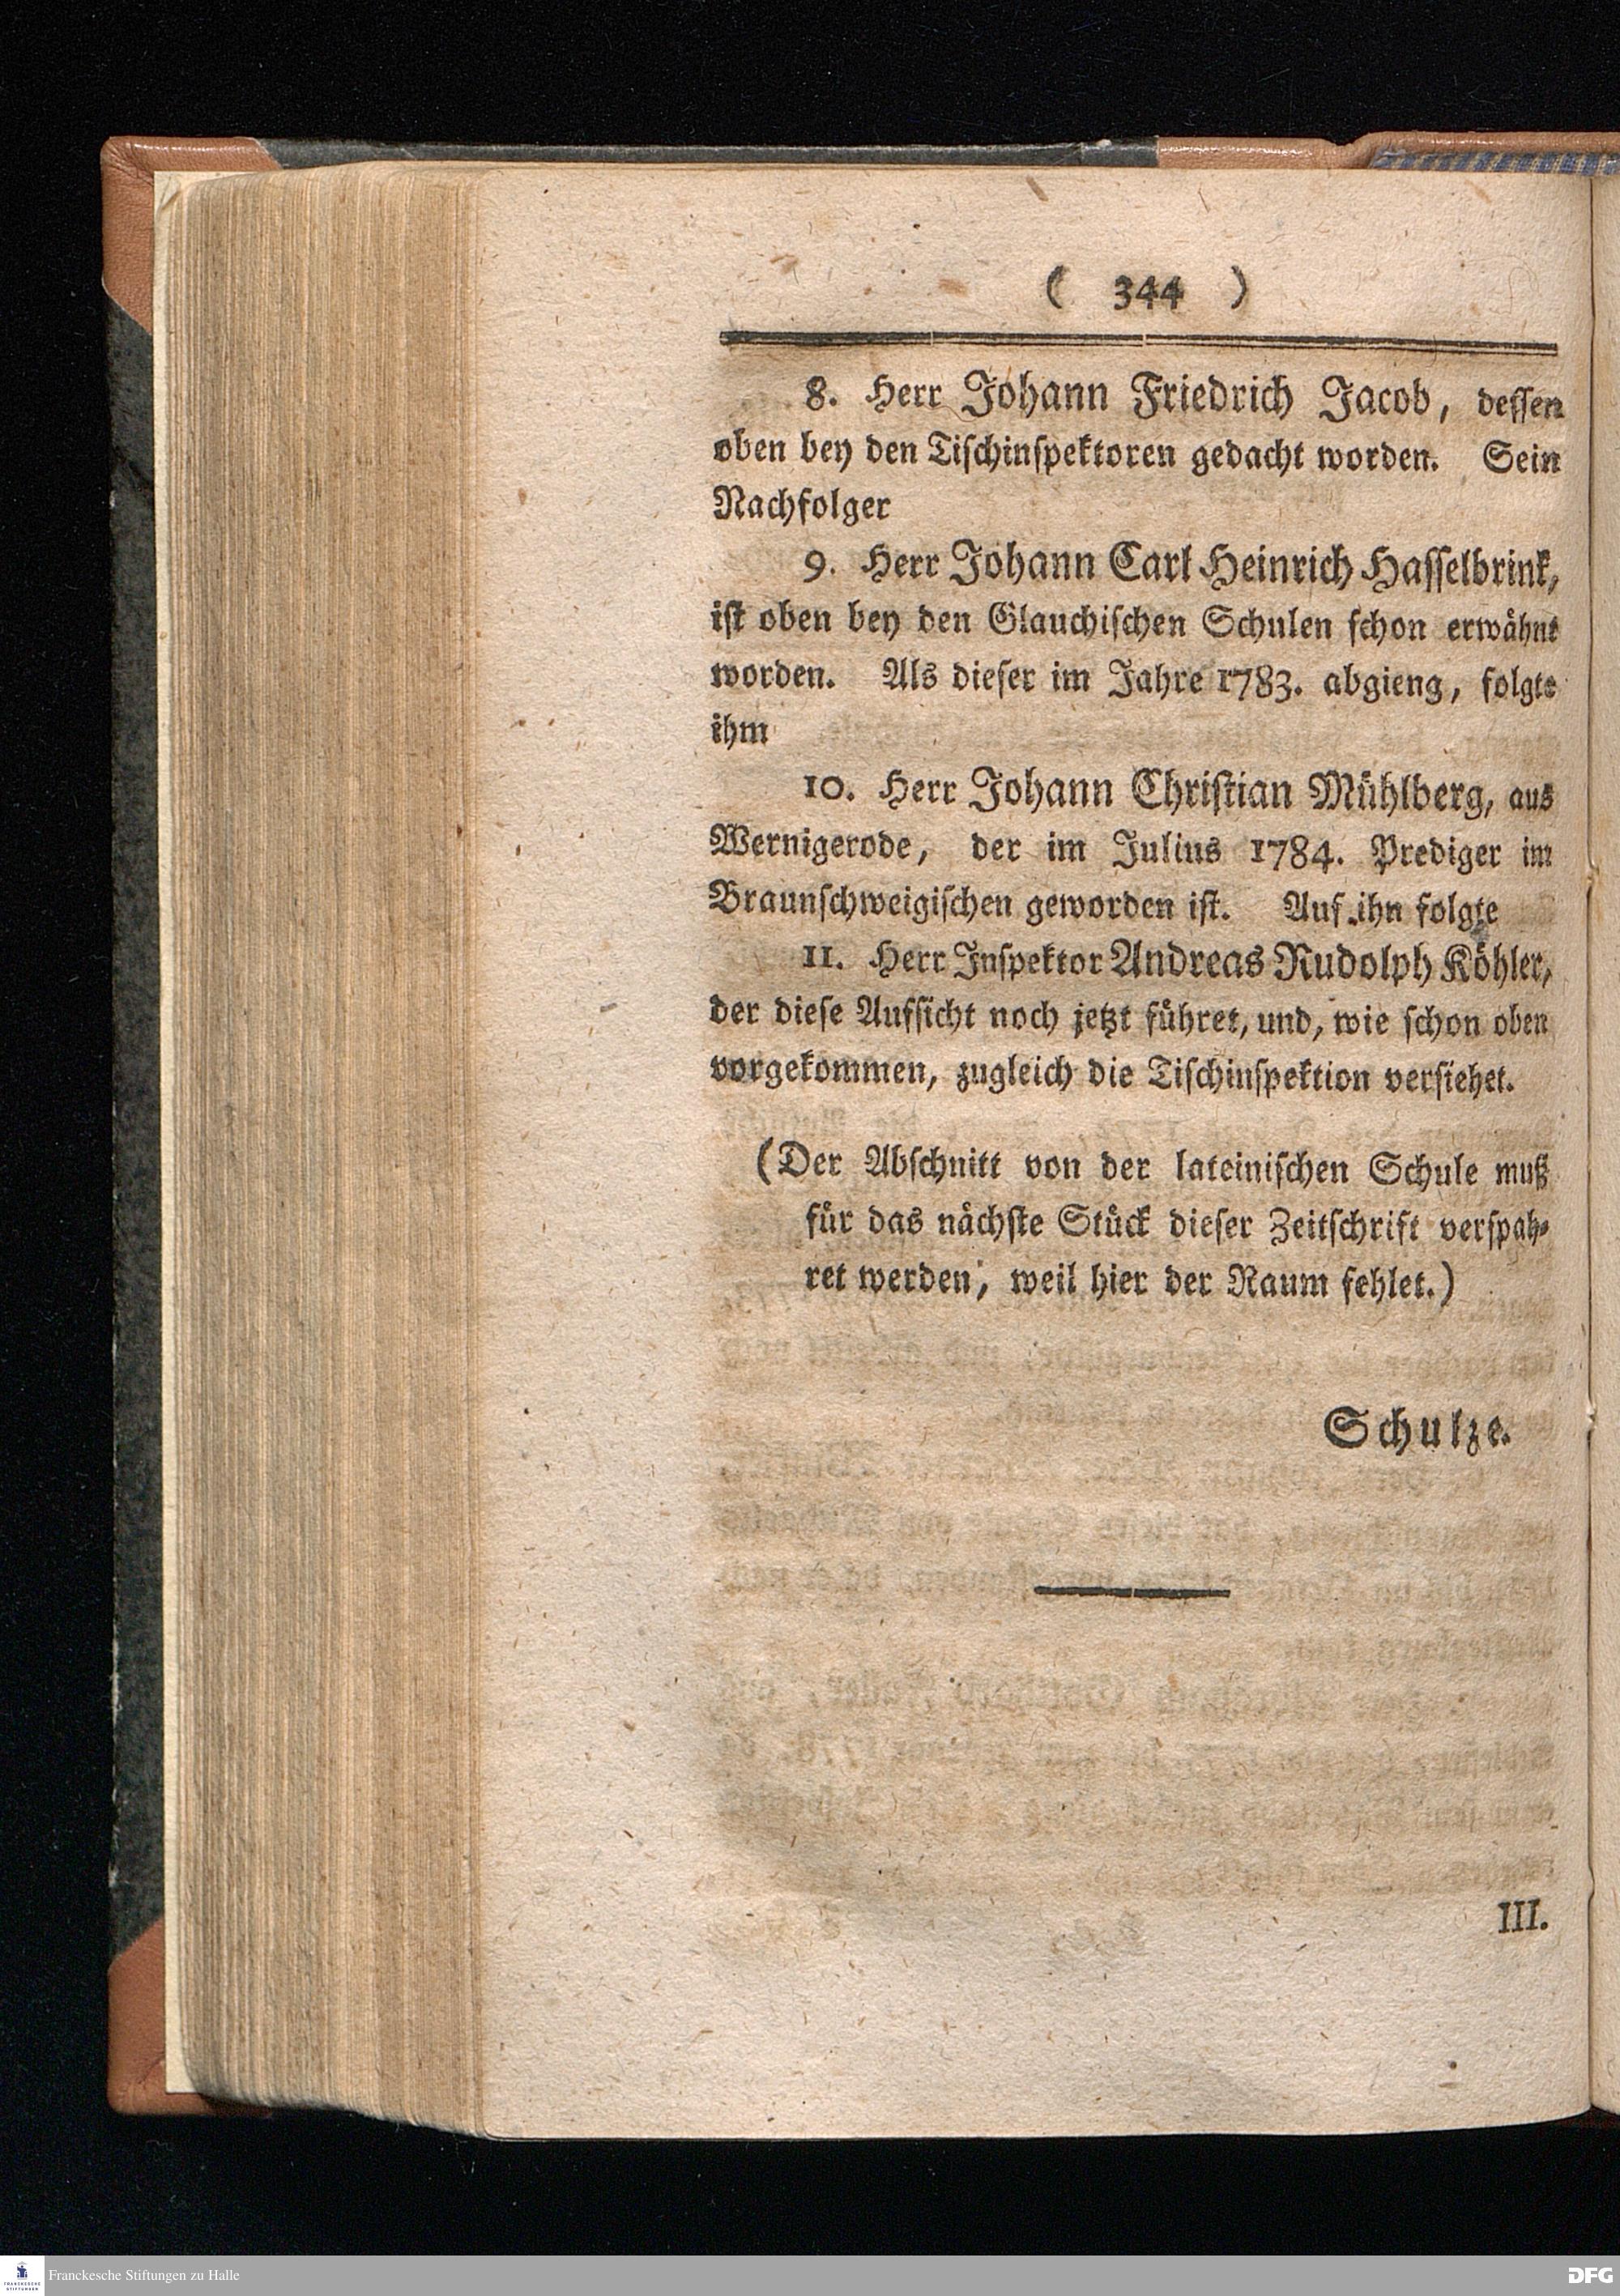 ( 344 )
8. Herr Johann Friedrich Jacob, dessen
oben bey den Tischinspektoren gedacht worden. Sein
Nachfolger
9. Herr Johann Carl Heinrich Hasselbrink,
ist oben bey den Glauchischen Schulen schon erwähnt
worden. Als dieser im Jahre 1783. abgieng, folgte
ihm
10. Herr Johann Christian Mühlberg, aus
Wernigerode, der im Julius 1784. Prediger im
Braunschweigischen geworden ist. Auf ihn folgte
11. Herr Inspektor Andreas Rudolph Köhler,
der diese Aufsicht noch jetzt führet, und, wie schon oben
vorgekommen, zugleich die Tischinspektion versiehet.
(Der Abschnitt von der lateinischen Schule muß
für das nächste Stück dieser Zeitschrift verspah-
ret werden, weil hier der Raum fehlet.)
Schulze.
III.
FRANCKESCHE STIFTUNGEN
Franckesche Stiftungen zu Halle
DFG